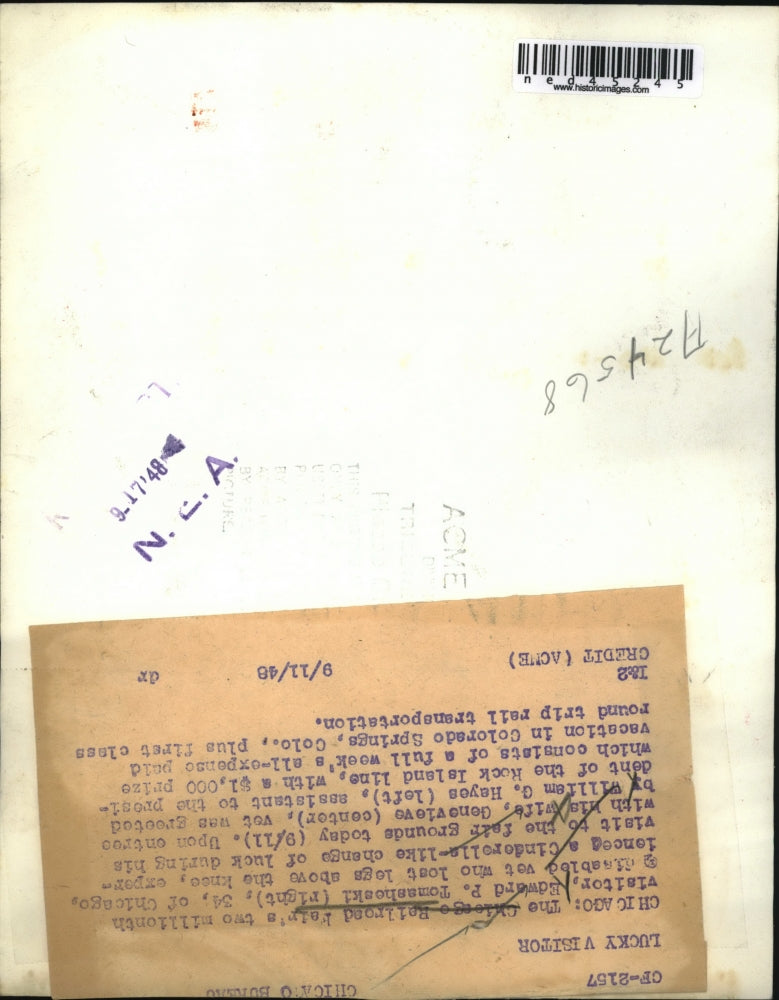 ned45245
www.historicimages.com
A24568
9-17'48
N. E. A.
ACME
CF-2157 CHICAGO BUREAU
LUCKY VISITOR
CHICAGO: The Chicago Railroad Fair's two millionth
visitor, Edward P. Tomasheski (right), 34, of Chicago,
disabled vet who lost legs above the knee, exper-
ienced a Cinderella-like change of luck during his
visit to the fair grounds today (9/11). Upon entree
with his wife, Genevieve (center), vet was greeted
by William G. Hayes (left), assistant to the presi-
dent of the Rock Island line, with a $1,000 prize
which consists of a full week's all-expense paid
vacation in Colorado Springs, Colo., plus first class
round trip rail transportation.
1&2
CREDIT (ACME) 9/11/48 dr